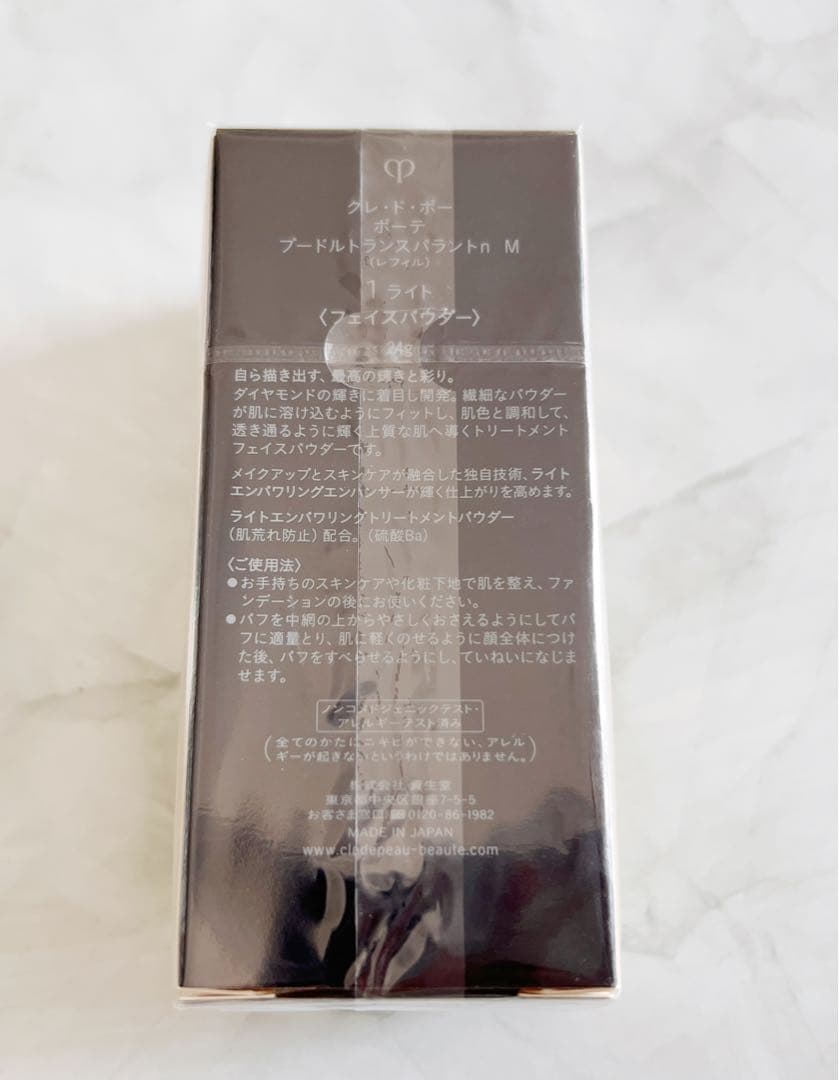 クレ・ド・ポー
ボーテ
プードルトランスパラントn M
（レフィル）
1 ライト
〈フェイスパウダー〉
24g
自ら描き出す、最高の輝きと彩り。
ダイヤモンドの輝きに着目し開発。繊細なパウダー
が肌に溶け込むようにフィットし、肌色と調和して、
透き通るように輝く上質な肌へ導くトリートメント
フェイスパウダーです。
メイクアップとスキンケアが融合した独自技術、ライト
エンパワリングエンハンサーが輝く仕上がりを高めます。
ライトエンパワリングトリートメントパウダー
（肌荒れ防止）配合。（硫酸Ba）
〈ご使用法〉
●お手持ちのスキンケアや化粧下地で肌を整え、ファ
ンデーションの後にお使いください。
●パフを中網の上からやさしくおさえるようにしてパ
フに適量とり、肌に軽くのせるように顔全体につけ
た後、パフをすべらせるようにし、ていねいになじま
せます。
ノンコメドジェニックテスト・
アレルギーテスト済み
（全てのかたにニキビができない、アレル
ギーが起きないというわけではありません。）
株式会社 資生堂
東京都中央区銀座7-5-5
お客さま窓口 0120-86-1982
MADE IN JAPAN
www.cledepeau-beaute.com